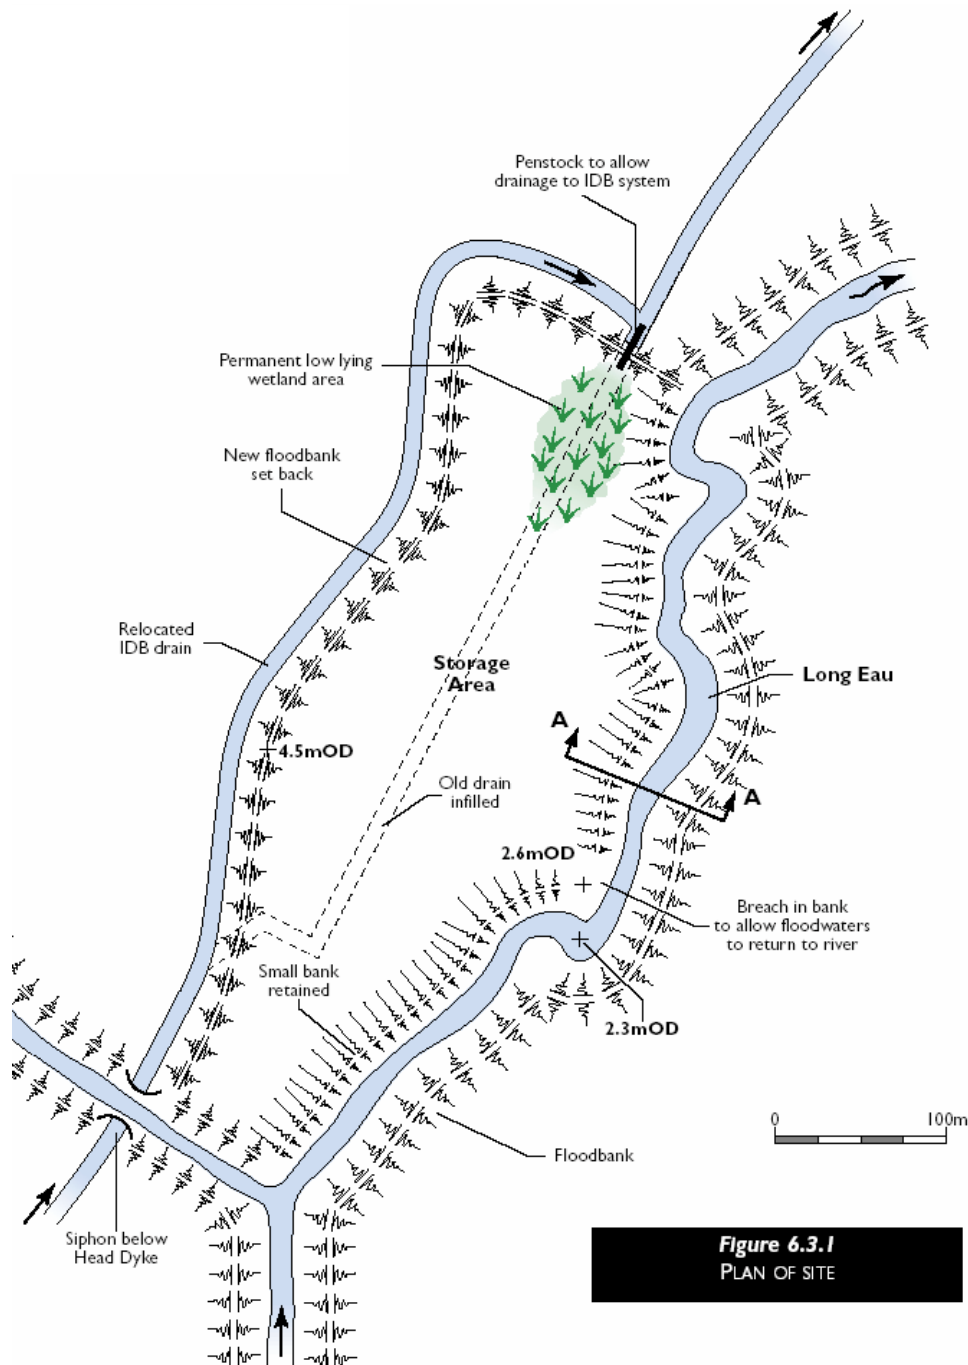 Penstock to allow
drainage to IDB system
Permanent low lying
wetland area
New floodbank
set back
Relocated
IDB drain
Storage
Area
Long Eau
A
A
4.5mOD
Old drain
infilled
2.6mOD
Breach in bank
to allow floodwaters
to return to river
Small bank
retained
2.3mOD
0
100m
Floodbank
Siphon below
Head Dyke
Figure 6.3.1
PLAN OF SITE